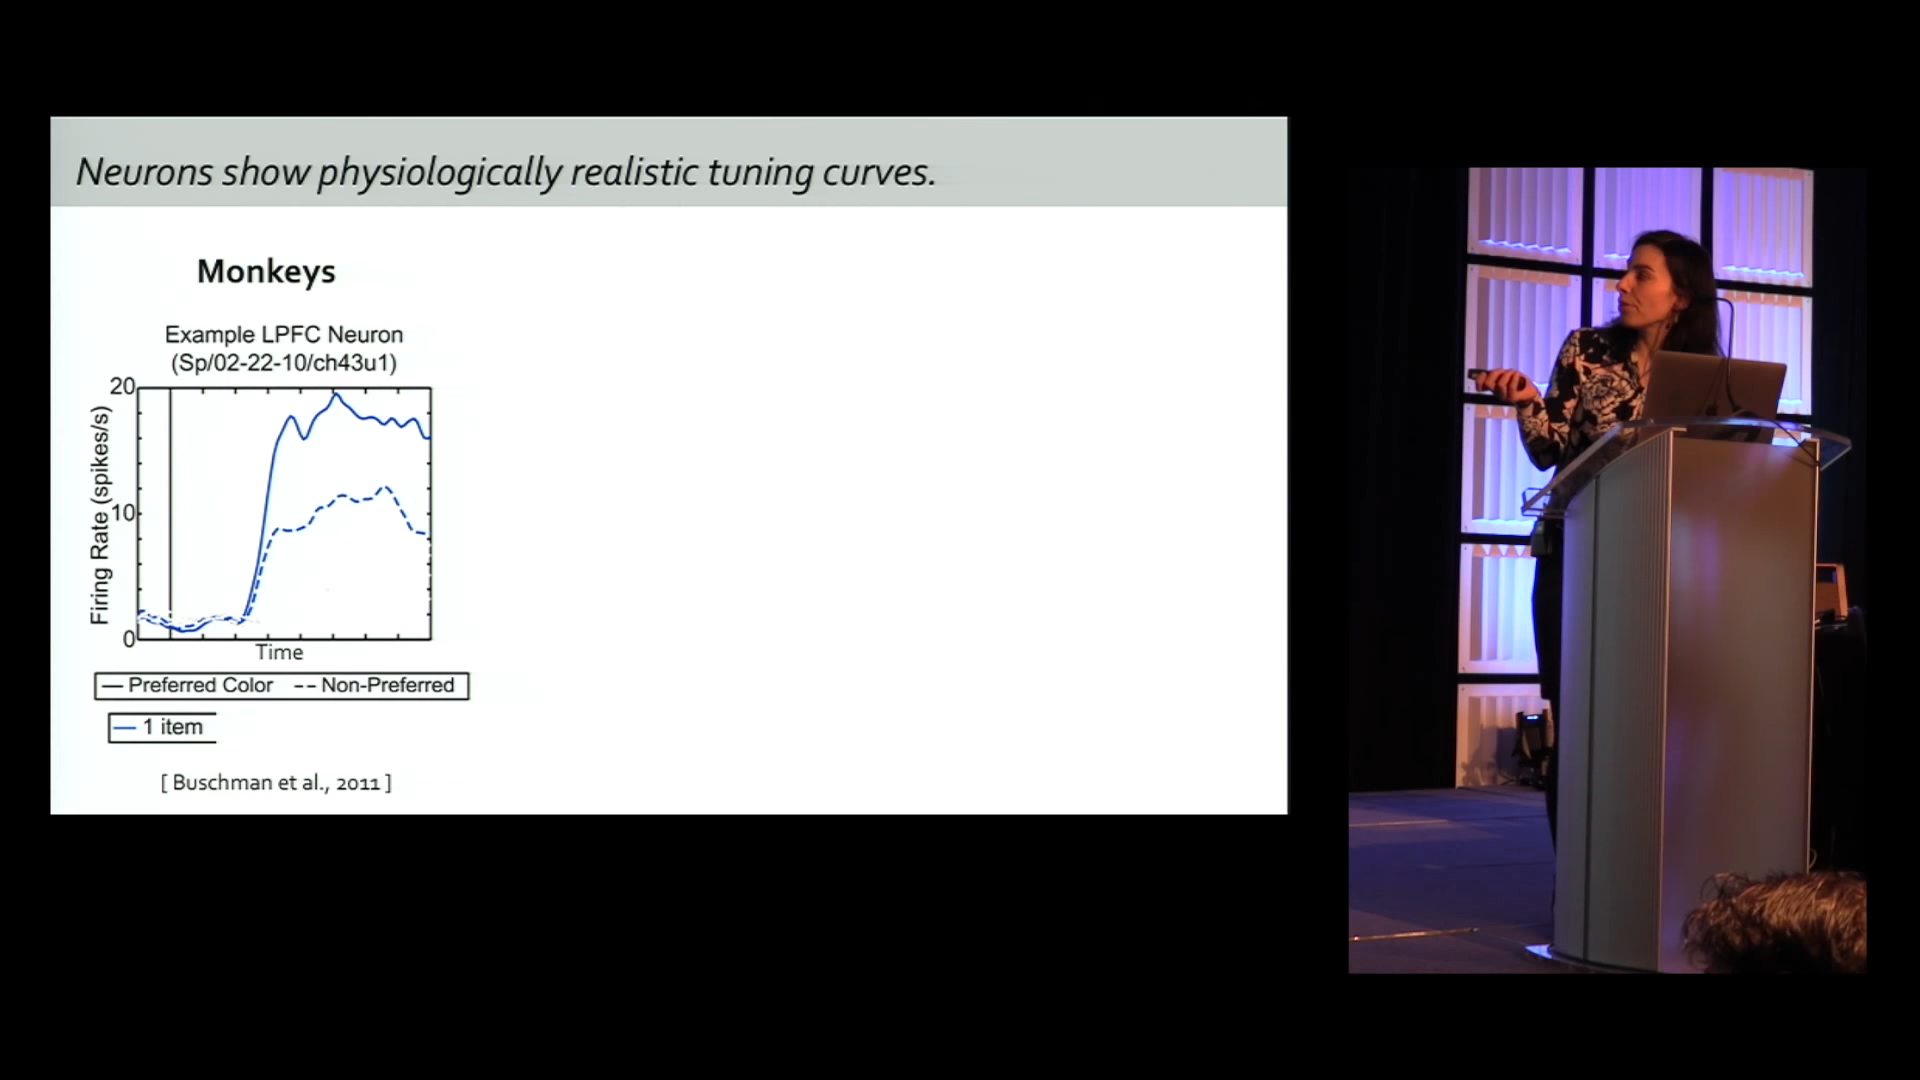 Neurons show physiologically realistic tuning curves.
Monkeys
Example LPFC Neuron
(Sp/02-22-10/ch43u1)
20
10
0
Firing Rate (spikes/s)
Time
— Preferred Color -- Non-Preferred
— 1 item
[ Buschman et al., 2011 ]